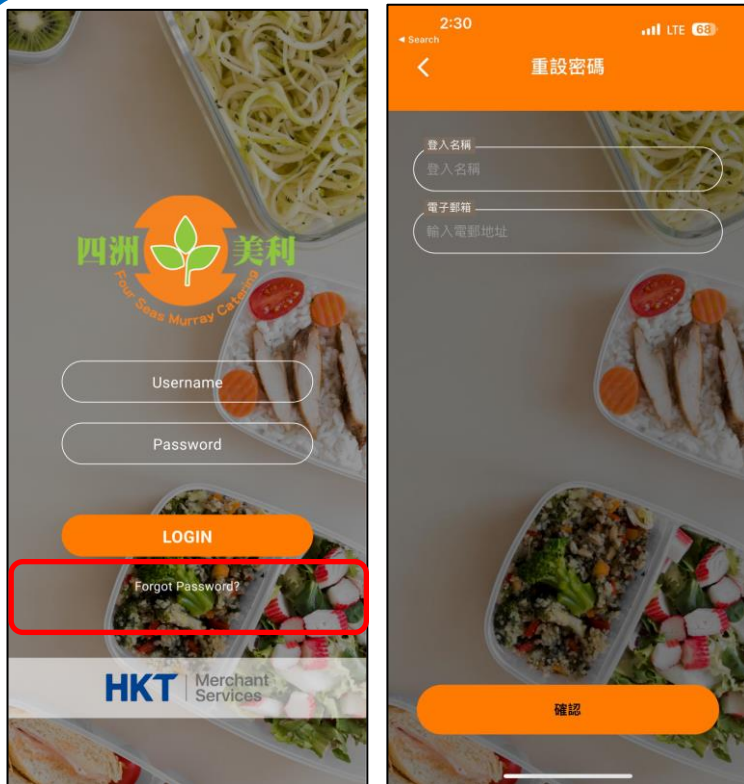 四洲 美利
Four Seas Murray Catering
Username
Password
LOGIN
Forgot Password?
HKT Merchant Services
2:30
LTE 68
◀ Search
重設密碼
登入名稱
登入名稱
電子郵箱
輸入電郵地址
確認